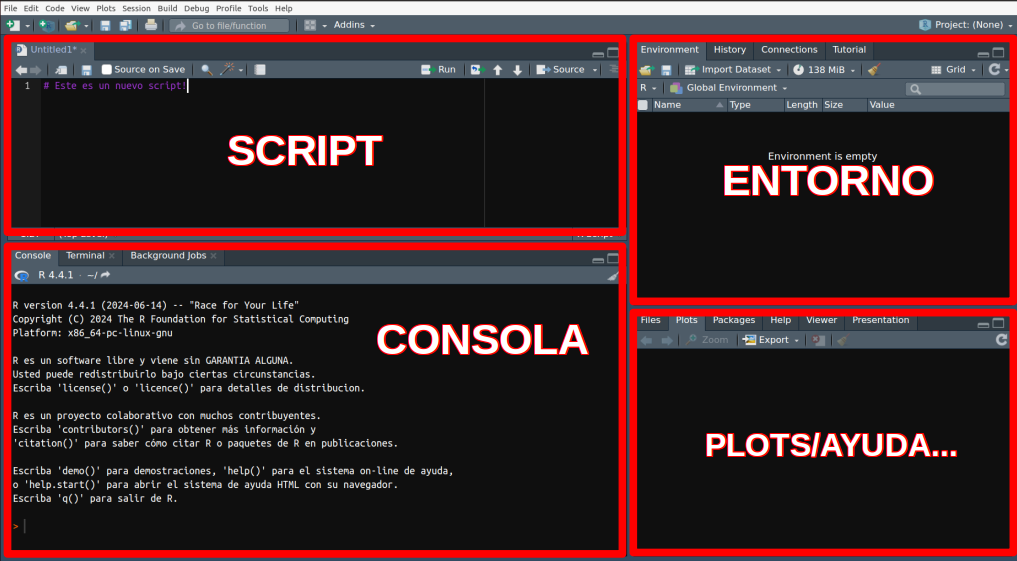 File Edit Code View Plots Session Build Debug Profile Tools Help
Go to file/function Addins Project: (None)
Untitled1*
Source on Save Run Source
1 # Este es un nuevo script!
SCRIPT
Console Terminal Background Jobs
R 4.4.1 · ~/
R version 4.4.1 (2024-06-14) -- "Race for Your Life"
Copyright (C) 2024 The R Foundation for Statistical Computing
Platform: x86_64-pc-linux-gnu
CONSOLA
R es un software libre y viene sin GARANTIA ALGUNA.
Usted puede redistribuirlo bajo ciertas circunstancias.
Escriba 'license()' o 'licence()' para detalles de distribucion.
R es un proyecto colaborativo con muchos contribuyentes.
Escriba 'contributors()' para obtener más información y
'citation()' para saber cómo citar R o paquetes de R en publicaciones.
Escriba 'demo()' para demostraciones, 'help()' para el sistema on-line de ayuda,
o 'help.start()' para abrir el sistema de ayuda HTML con su navegador.
Escriba 'q()' para salir de R.
>
Environment History Connections Tutorial
Import Dataset 138 MiB Grid
R Global Environment
Name Type Length Size Value
Environment is empty
ENTORNO
Files Plots Packages Help Viewer Presentation
Zoom Export
PLOTS/AYUDA...